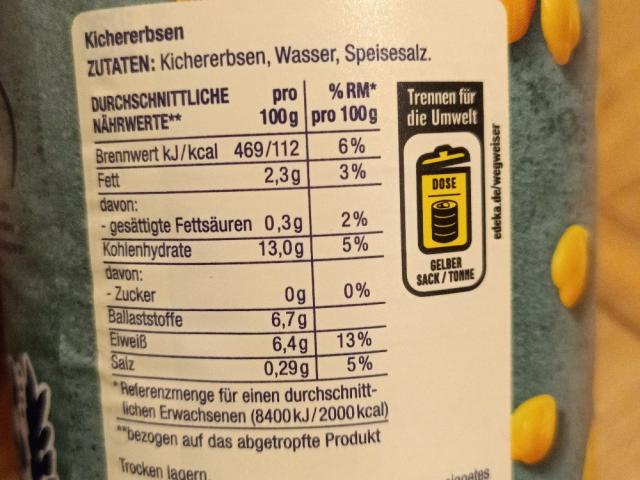 Kichererbsen
ZUTATEN: Kichererbsen, Wasser, Speisesalz.
DURCHSCHNITTLICHE pro % RM*
NÄHRWERTE** 100g pro 100g
Brennwert kJ/kcal 469/112 6%
Fett 2,3g 3%
davon:
- gesättigte Fettsäuren 0,3g 2%
Kohlenhydrate 13,0g 5%
davon:
- Zucker 0g 0%
Ballaststoffe 6,7g
Eiweiß 6,4g 13%
Salz 0,29g 5%
*Referenzmenge für einen durchschnitt-
lichen Erwachsenen (8400kJ/2000kcal)
**bezogen auf das abgetropfte Produkt
Trocken lagern
Trennen für
die Umwelt
DOSE
GELBER
SACK/TONNE
edeka.de/wegweiser